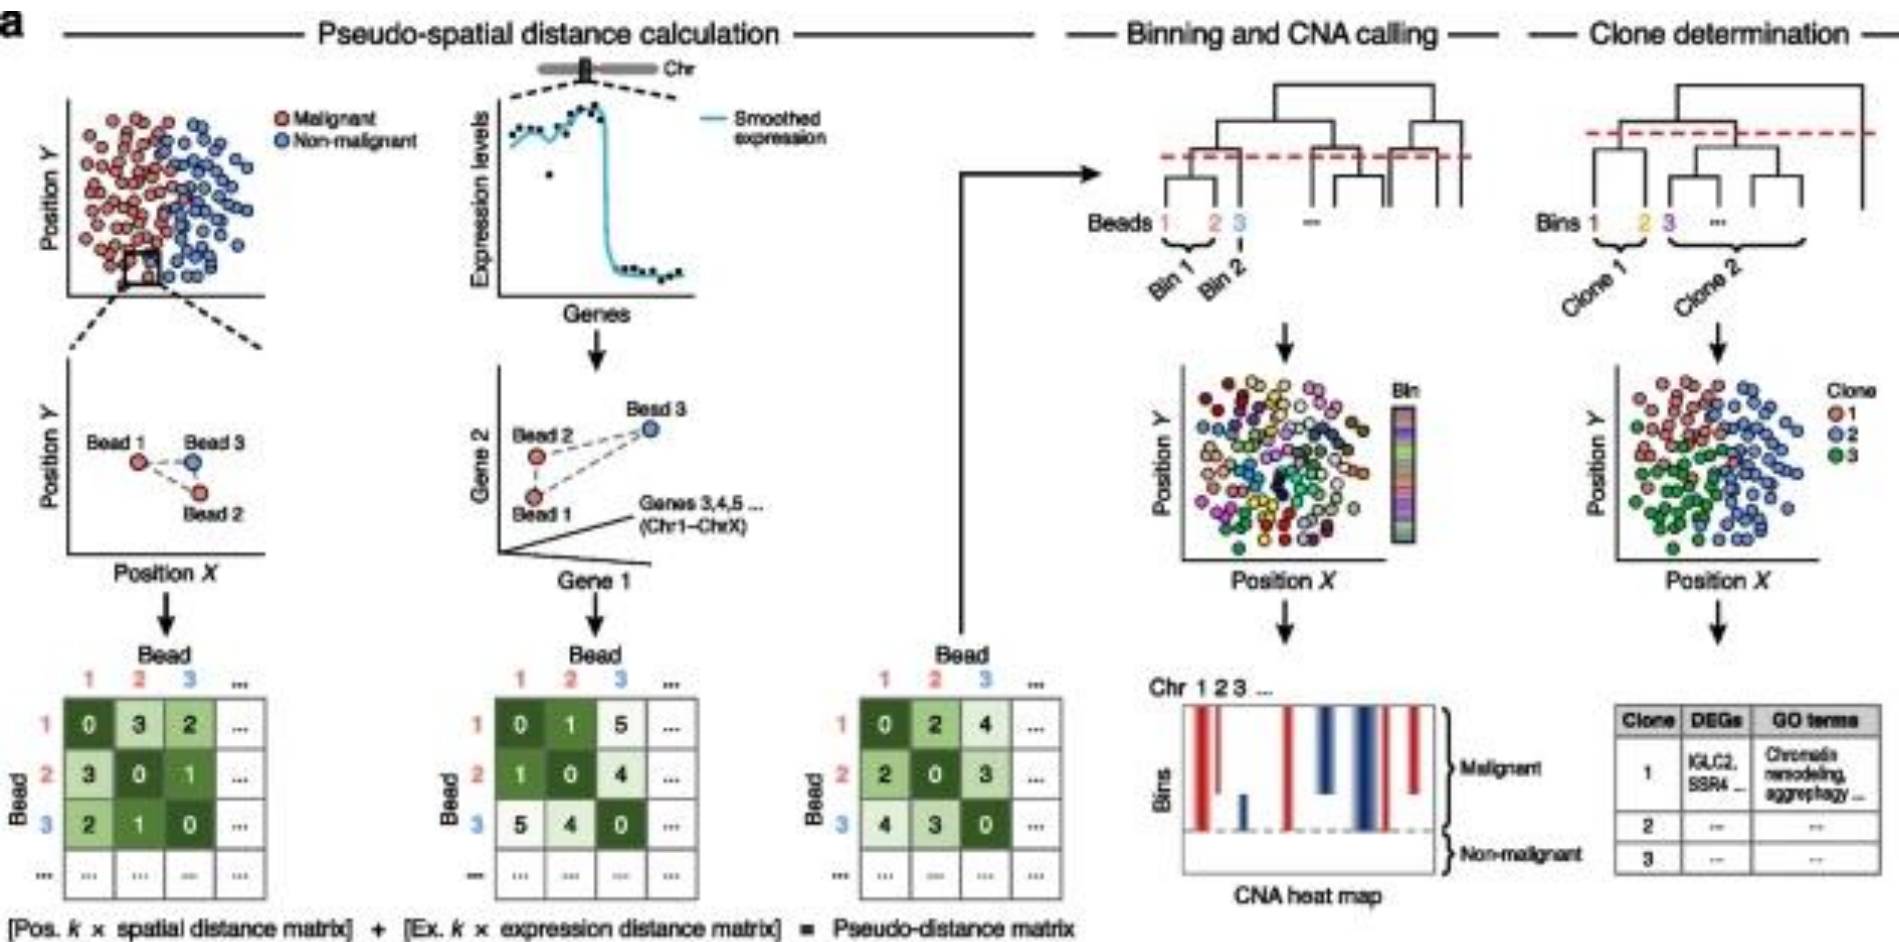 a
Pseudo-spatial distance calculation
Binning and CNA calling
Clone determination
Position Y
Malignant
Non-malignant
Chr
Expression levels
Smoothed
expression
Genes
Position Y
Bead 1
Bead 3
Bead 2
Position X
Gene 2
Bead 3
Bead 2
Bead 1
Genes 3,4,5 ...
(Chr1–ChrX)
Gene 1
Bead
1 2 3 ...
Bead
1 0 3 2 ...
2 3 0 1 ...
3 2 1 0 ...
... ... ... ... ...
Bead
1 2 3 ...
Bead
1 0 1 5 ...
2 1 0 4 ...
3 5 4 0 ...
... ... ... ... ...
Bead
1 2 3 ...
Bead
1 0 2 4 ...
2 2 0 3 ...
3 4 3 0 ...
... ... ... ... ...
[Pos. k × spatial distance matrix] + [Ex. k × expression distance matrix] = Pseudo-distance matrix
Beads 1 2 3 ...
Bin 1
Bin 2
Position Y
Bin
Position X
Chr 1 2 3 ...
Bins
Malignant
Non-malignant
CNA heat map
Bins 1 2 3 ...
Clone 1
Clone 2
Position Y
Clone
1
2
3
Position X
Clone DEGs GO terms
1 IGLC2, SSR4 ... Chromatin remodeling, aggrephagy ...
2 ... ...
3 ... ...